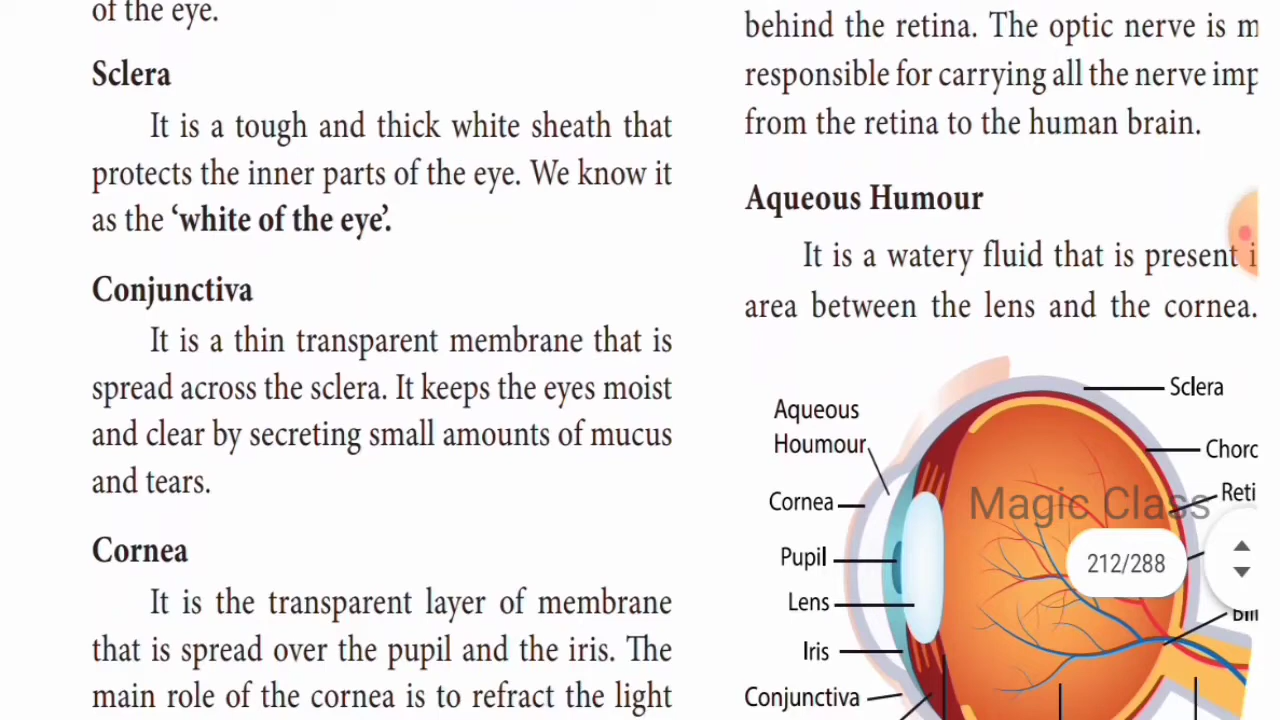 of the eye.
Sclera
It is a tough and thick white sheath that
protects the inner parts of the eye. We know it
as the ‘white of the eye’.
Conjunctiva
It is a thin transparent membrane that is
spread across the sclera. It keeps the eyes moist
and clear by secreting small amounts of mucus
and tears.
Cornea
It is the transparent layer of membrane
that is spread over the pupil and the iris. The
main role of the cornea is to refract the light
behind the retina. The optic nerve is m
responsible for carrying all the nerve imp
from the retina to the human brain.
Aqueous Humour
It is a watery fluid that is present i
area between the lens and the cornea.
Aqueous
Houmour
Cornea
Pupil
Lens
Iris
Conjunctiva
Sclera
Choro
Reti
Magic Class
212/288